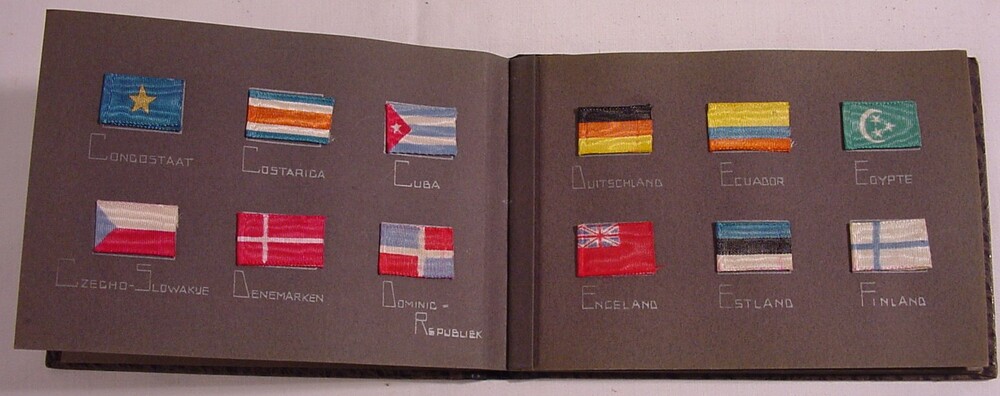 CONGOSTAAT
COSTARICA
CUBA
CZECHO-SLOWAKIJE
DENEMARKEN
DOMINIC-
REPUBLIEK
DUITSCHLAND
ECUADOR
EGYPTE
ENGELAND
ESTLAND
FINLAND